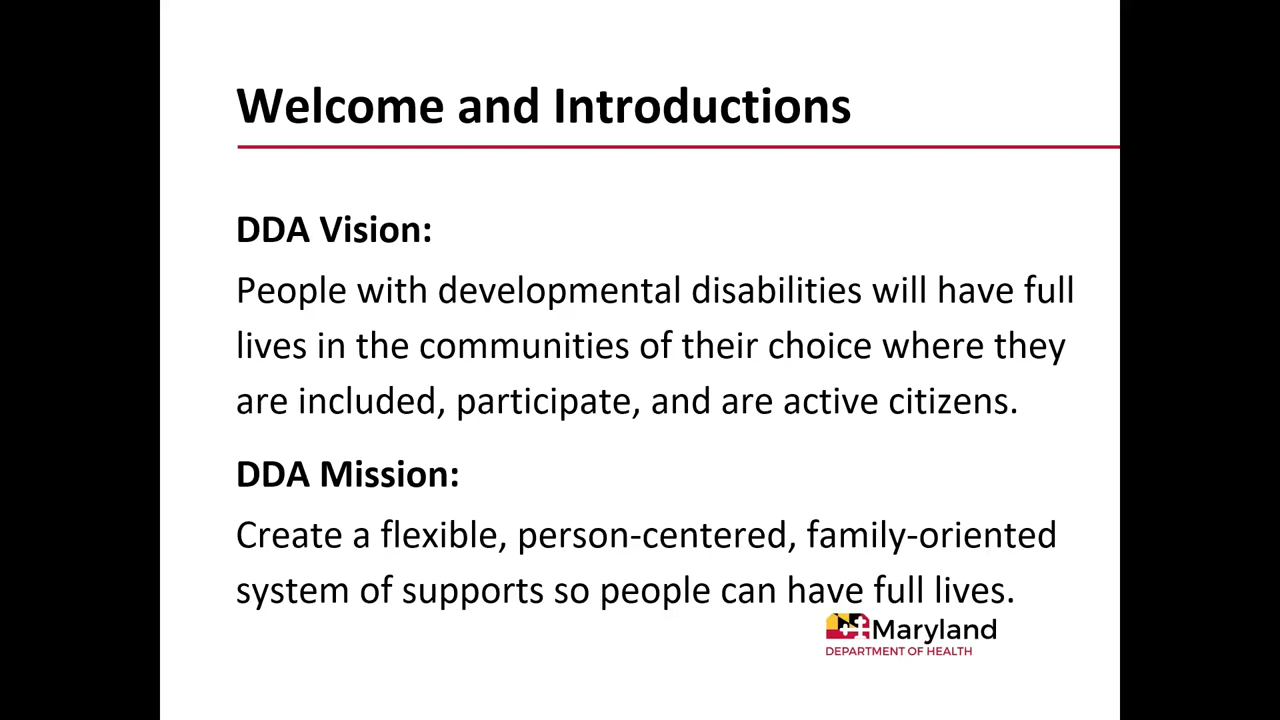 Welcome and Introductions
DDA Vision:
People with developmental disabilities will have full
lives in the communities of their choice where they
are included, participate, and are active citizens.
DDA Mission:
Create a flexible, person-centered, family-oriented
system of supports so people can have full lives.
Maryland
DEPARTMENT OF HEALTH